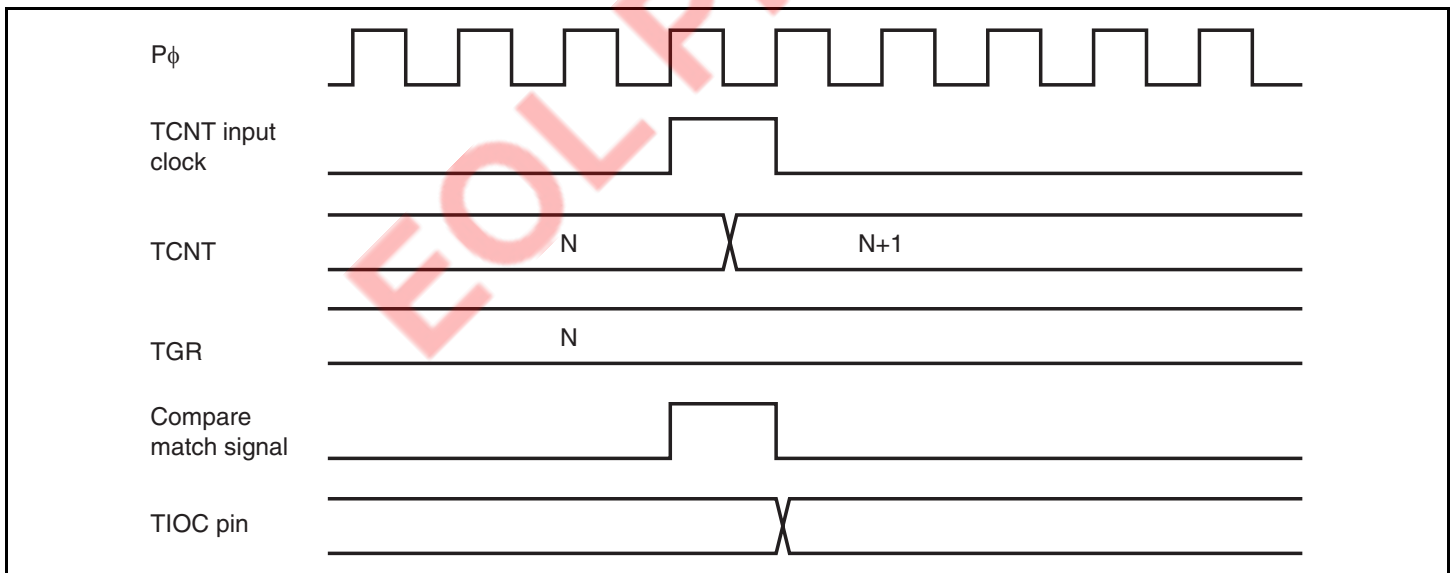 Pϕ
TCNT input
clock
TCNT
N
N+1
TGR
N
Compare
match signal
TIOC pin
EOL P